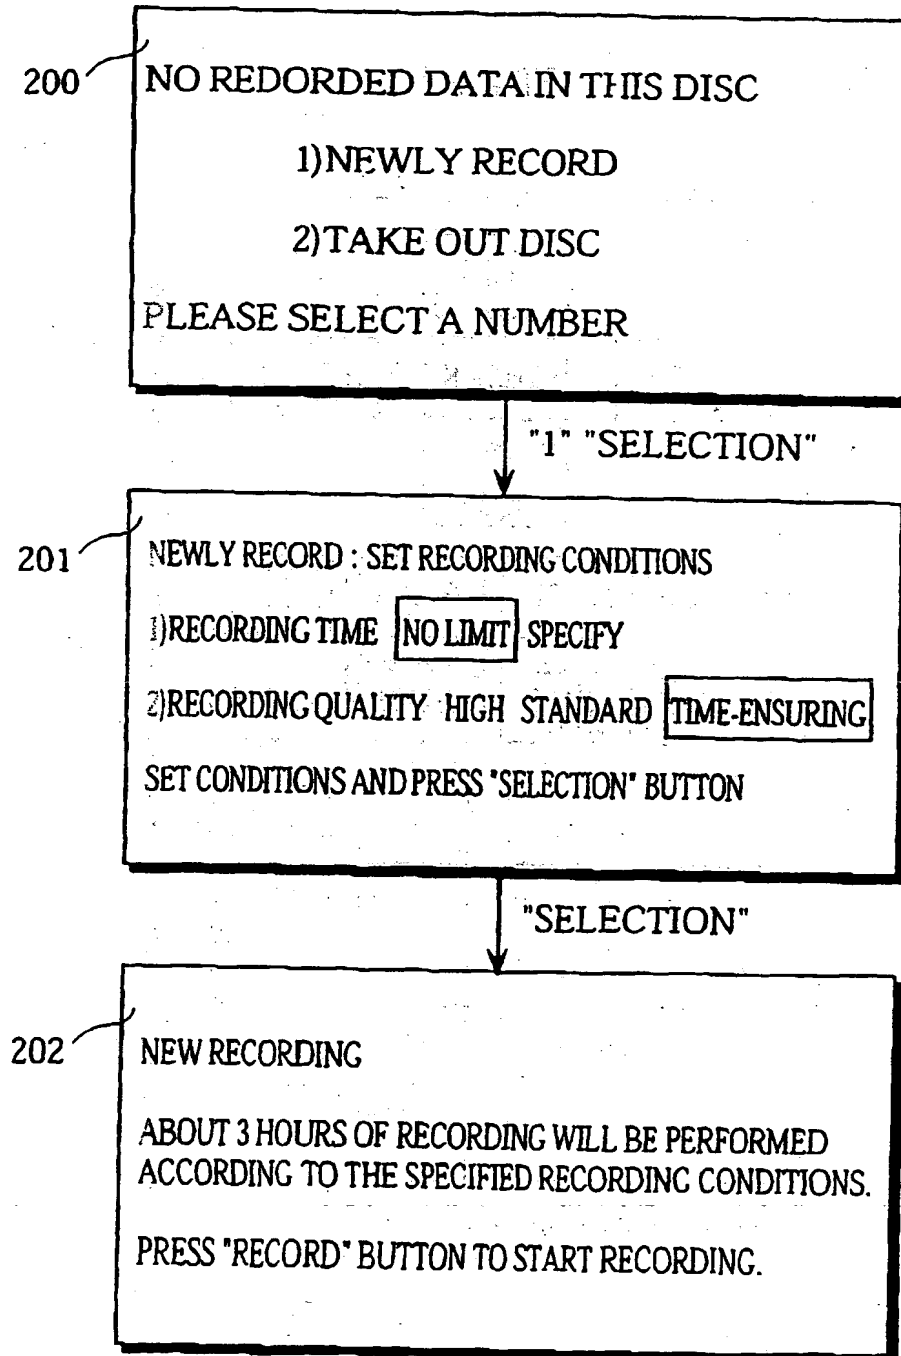 200
NO REDORDED DATA IN THIS DISC
1)NEWLY RECORD
2)TAKE OUT DISC
PLEASE SELECT A NUMBER
"1" "SELECTION"
201
NEWLY RECORD : SET RECORDING CONDITIONS
1)RECORDING TIME NO LIMIT SPECIFY
2)RECORDING QUALITY HIGH STANDARD TIME-ENSURING
SET CONDITIONS AND PRESS "SELECTION" BUTTON
"SELECTION"
202
NEW RECORDING
ABOUT 3 HOURS OF RECORDING WILL BE PERFORMED
ACCORDING TO THE SPECIFIED RECORDING CONDITIONS.
PRESS "RECORD" BUTTON TO START RECORDING.